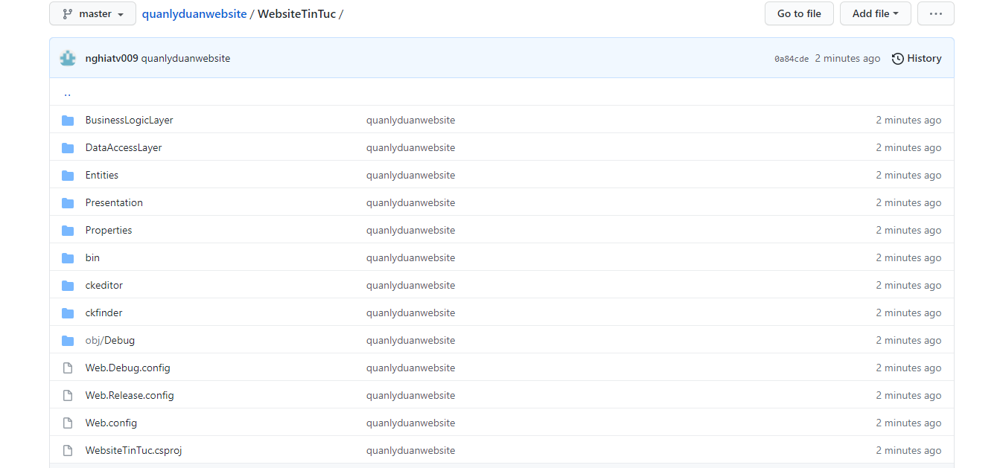 master quanlyduanwebsite / WebsiteTinTuc / Go to file Add file ...
nghiatv009 quanlyduanwebsite 0a84cde 2 minutes ago History
..
BusinessLogicLayer quanlyduanwebsite 2 minutes ago
DataAccessLayer quanlyduanwebsite 2 minutes ago
Entities quanlyduanwebsite 2 minutes ago
Presentation quanlyduanwebsite 2 minutes ago
Properties quanlyduanwebsite 2 minutes ago
bin quanlyduanwebsite 2 minutes ago
ckeditor quanlyduanwebsite 2 minutes ago
ckfinder quanlyduanwebsite 2 minutes ago
obj/Debug quanlyduanwebsite 2 minutes ago
Web.Debug.config quanlyduanwebsite 2 minutes ago
Web.Release.config quanlyduanwebsite 2 minutes ago
Web.config quanlyduanwebsite 2 minutes ago
WebsiteTinTuc.csproj quanlyduanwebsite 2 minutes ago